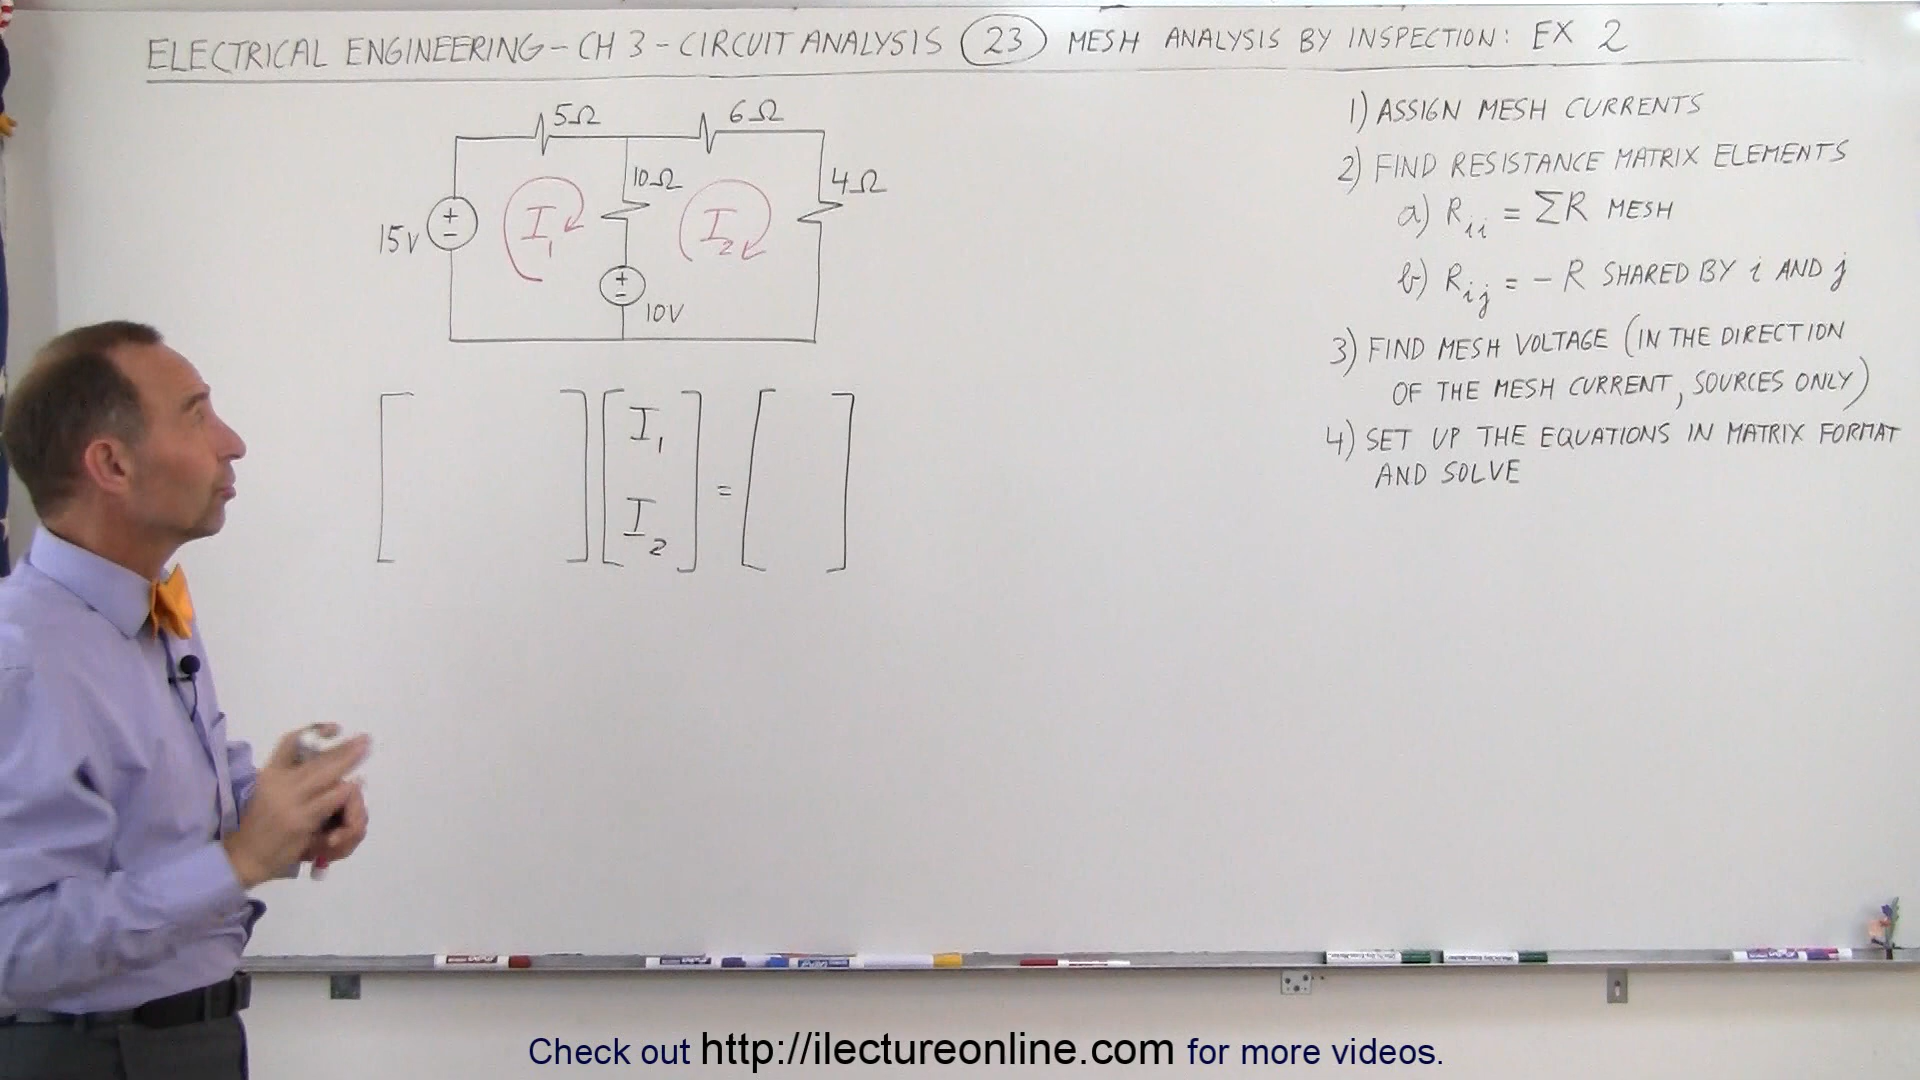 ELECTRICAL ENGINEERING - CH 3 - CIRCUIT ANALYSIS 23 MESH ANALYSIS BY INSPECTION: EX 2
5Ω 6Ω
10Ω 4Ω
15V I₁ I₂
+
-
+
-
10V
[ ] [ I₁ I₂ ] = [ ]
1) ASSIGN MESH CURRENTS
2) FIND RESISTANCE MATRIX ELEMENTS
a) Rii = ΣR MESH
b) Rij = - R SHARED BY i AND j
3) FIND MESH VOLTAGE (IN THE DIRECTION
OF THE MESH CURRENT, SOURCES ONLY)
4) SET UP THE EQUATIONS IN MATRIX FORMAT
AND SOLVE
Check out http://ilectureonline.com for more videos.